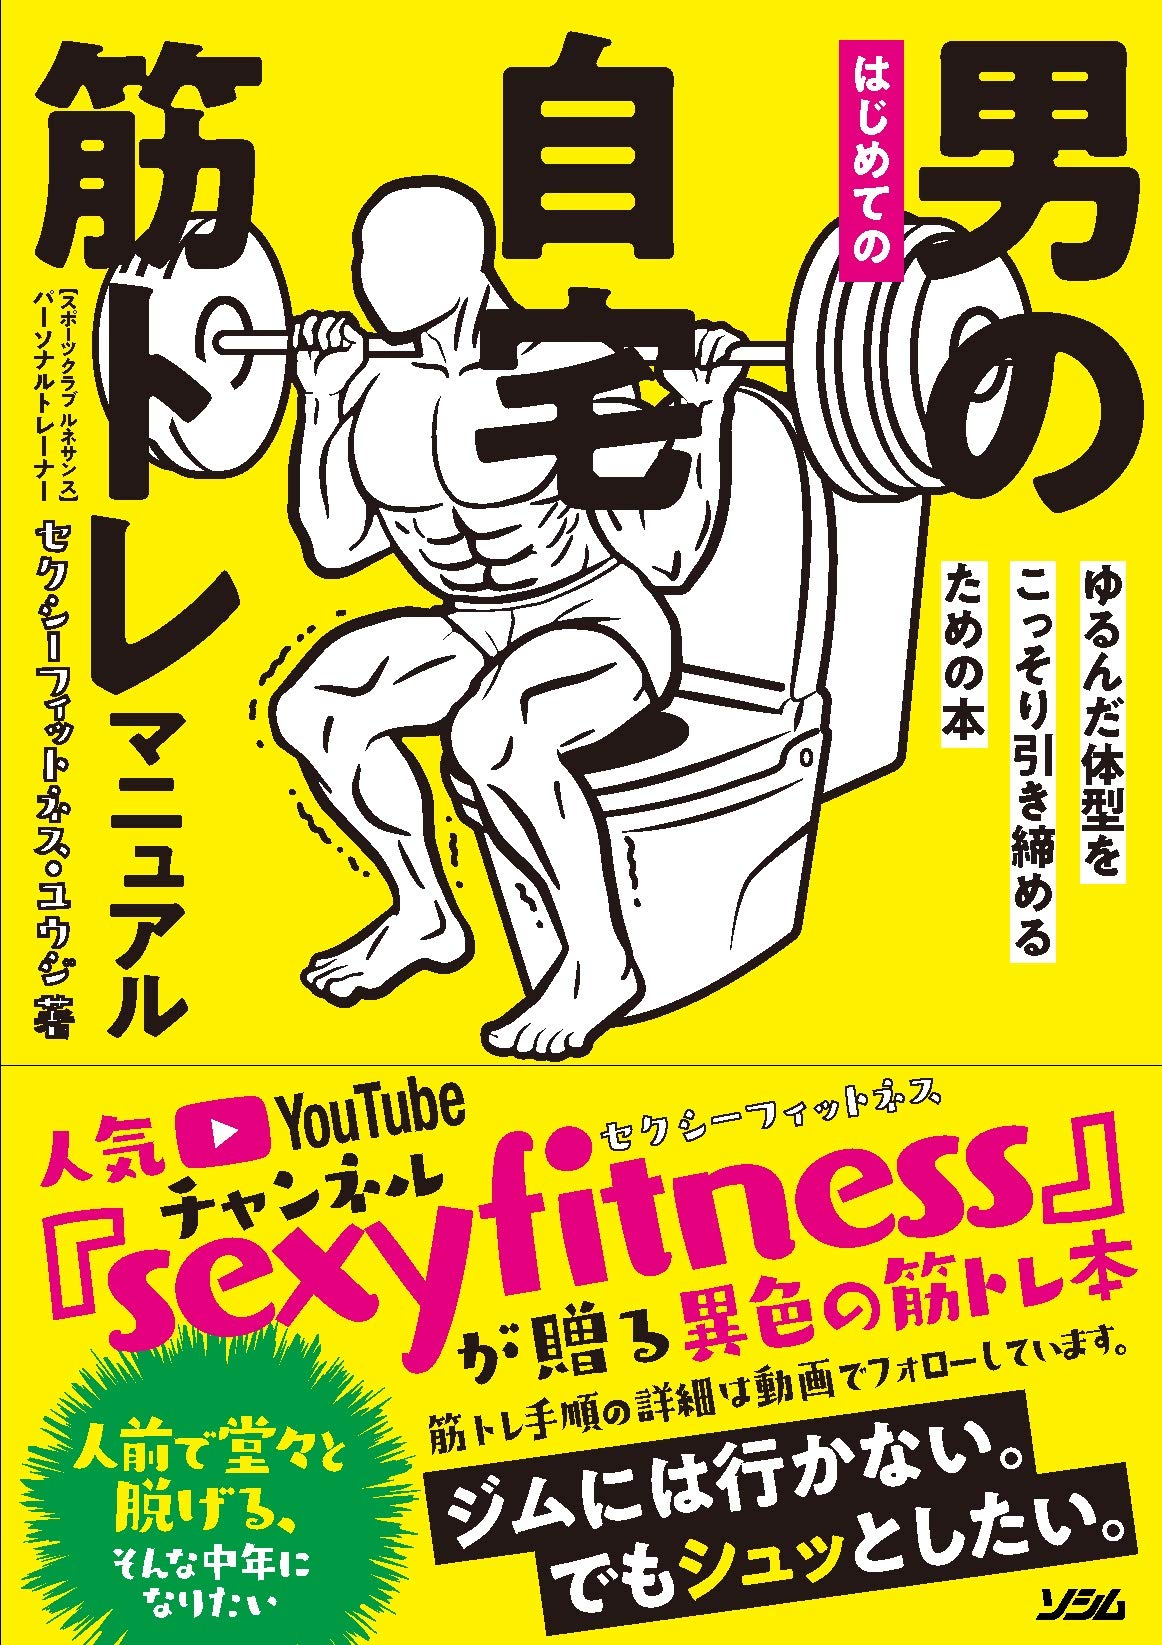 はじめての
男の
自宅
筋トレ
マニュアル
ゆるんだ体型を
こっそり引き締める
ための本
[スポーツクラブ ルネサンス]
パーソナルトレーナー
セクシーフィットネス・ユウジ 著
人気 YouTube
チャンネル
セクシーフィットネス
『sexyfitness』
が贈る異色の筋トレ本
筋トレ手順の詳細は動画でフォローしています。
人前で堂々と
脱げる、
そんな中年に
なりたい
ジムには行かない。
でもシュッとしたい。
ソシム